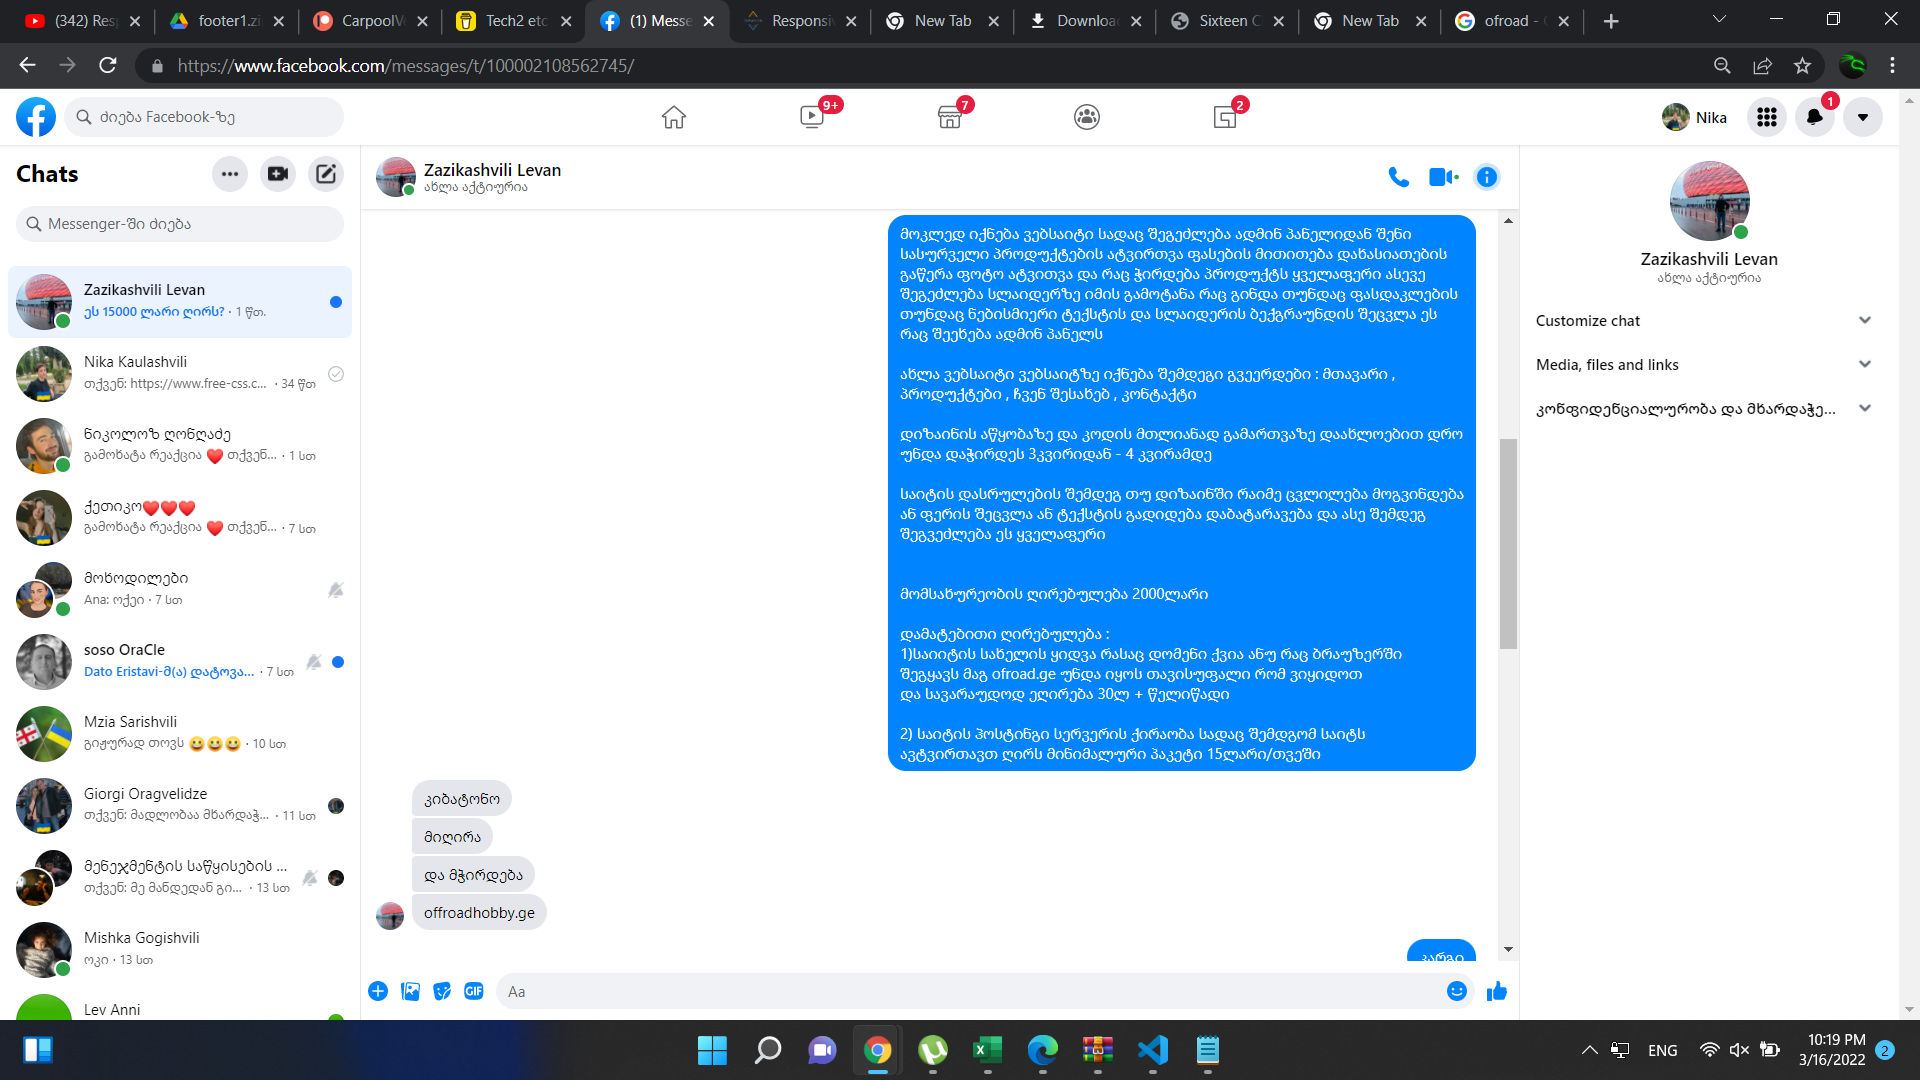 (342) Res
footer1.zi
CarpoolV
Tech2 etc
(1) Messe
Responsiv
New Tab
Downloa
Sixteen C
New Tab
ofroad -
https://www.facebook.com/messages/t/100002108562745/
ძიება Facebook-ზე
9+
7
2
Nika
1
Chats
Messenger-ში ძიება
Zazikashvili Levan
ეს 15000 ლარი ღირს? · 1 წთ.
Nika Kaulashvili
თქვენ: https://www.free-css.c... · 34 წთ
ნიკოლოზ ღონღაძე
გამოხატა რეაქცია ❤️ თქვენ... · 1 სთ
ქეთიკო❤️❤️❤️
გამოხატა რეაქცია ❤️ თქვენ... · 7 სთ
მოხოდილები
Ana: ოქეი · 7 სთ
soso OraCle
Dato Eristavi-მ(ა) დატოვა... · 7 სთ
Mzia Sarishvili
გიჟურად თოვს 😀😀😀 · 10 სთ
Giorgi Oragvelidze
თქვენ: მადლობაა მხარდაჭ... · 11 სთ
მენეჯმენტის საწყისების ...
თქვენ: მე მანდედან გი... · 13 სთ
Mishka Gogishvili
ოკი · 13 სთ
Lev Anni
Zazikashvili Levan
ახლა აქტიურია
მოკლედ იქნება ვებსაიტი სადაც შეგეძლება ადმინ პანელიდან შენი
სასურველი პროდუქტების ატვირთვა ფასების მითითება დახასიათების
გაწერა ფოტო ატვითვა და რაც ჭირდება პროდუქტს ყველაფერი ასევე
შეგეძლება სლაიდერზე იმის გამოტანა რაც გინდა თუნდაც ფასდაკლების
თუნდაც ნებისმიერი ტექსტის და სლაიდერის ბექგრაუნდის შეცვლა ეს
რაც შეეხება ადმინ პანელს
ახლა ვებსაიტი ვებსაიტზე იქნება შემდეგი გვეერდები : მთავარი ,
პროდუქტები , ჩვენ შესახებ , კონტაქტი
დიზაინის აწყობაზე და კოდის მთლიანად გამართვაზე დაახლოებით დრო
უნდა დაჭირდეს 3კვირიდან - 4 კვირამდე
საიტის დასრულების შემდეგ თუ დიზაინში რაიმე ცვლილება მოგვინდება
ან ფერის შეცვლა ან ტექსტის გადიდება დაბატარავება და ასე შემდეგ
შეგვეძლება ეს ყველაფერი
მომსახურეობის ღირებულება 2000ლარი
დამატებითი ღირებულება :
1)საიიტის სახელის ყიდვა რასაც დომენი ქვია ანუ რაც ბრაუზერში
შეგყავს მაგ ofroad.ge უნდა იყოს თავისუფალი რომ ვიყიდოთ
და სავარაუდოდ ეღირება 30ლ + წელიწადი
2) საიტის ჰოსტინგი სერვერის ქირაობა სადაც შემდგომ საიტს
ავტვირთავთ ღირს მინიმალური პაკეტი 15ლარი/თვეში
კიბატონო
მიღირა
და მჭირდება
offroadhobby.ge
კარგი
GIF
Aa
Zazikashvili Levan
ახლა აქტიურია
Customize chat
Media, files and links
კონფიდენციალურობა და მხარდაჭე...
ENG
10:19 PM
3/16/2022
2